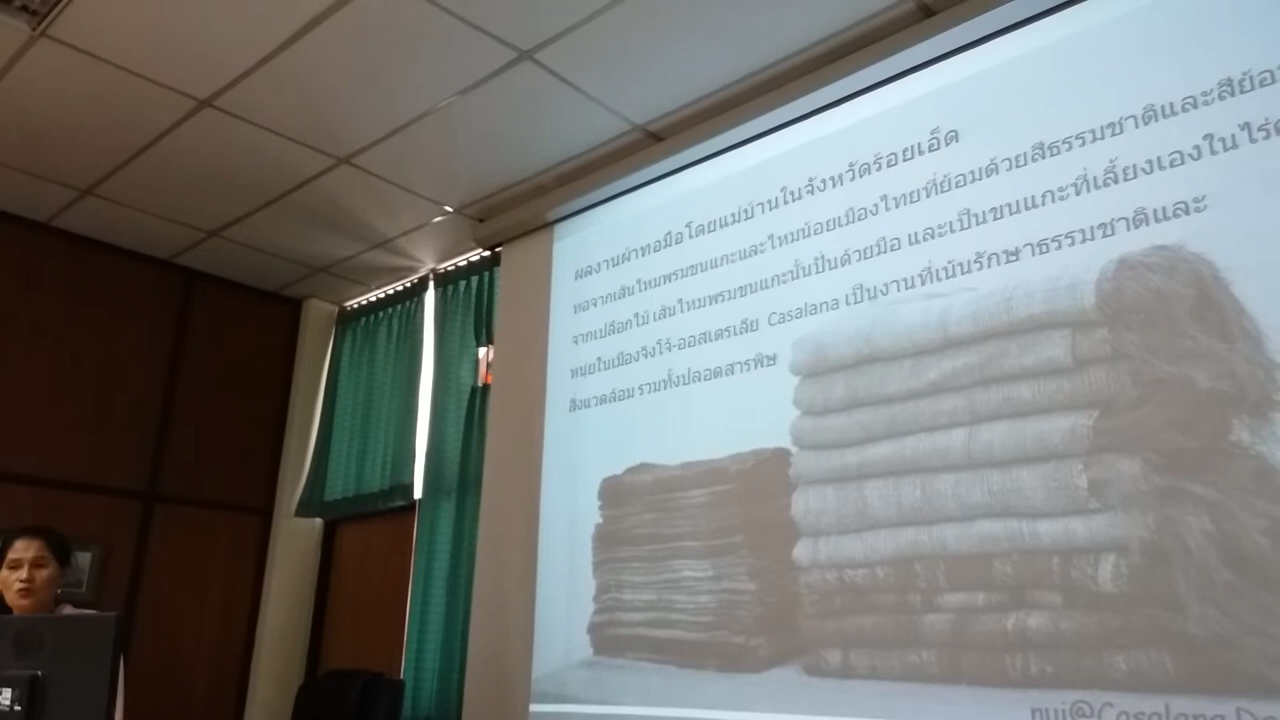 ผลงานผ้าทอมือโดยแม่บ้านในจังหวัดร้อยเอ็ด
ทอจากเส้นใหมพรมขนแกะและใหมน้อยเมืองไทยที่ย้อมด้วยสีธรรมชาติและสีย้อม
จากเปลือกไม้ เส้นใหมพรมขนแกะนั้นปั่นด้วยมือ และเป็นขนแกะที่เลี้ยงเองในไร่
หนุ่ยในเมืองจิงโจ้-ออสเตรเลีย Casalana เป็นงานที่เน้นรักษาธรรมชาติและ
สิ่งแวดล้อม รวมทั้งปลอดสารพิษ
nui@Casalana